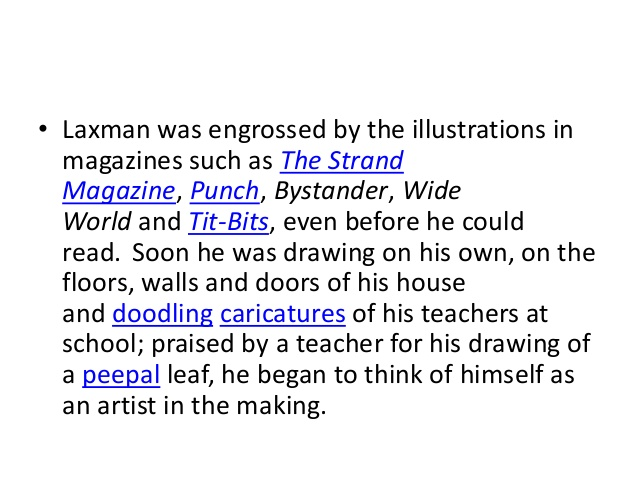 • Laxman was engrossed by the illustrations in
magazines such as The Strand
Magazine, Punch, Bystander, Wide
World and Tit-Bits, even before he could
read.  Soon he was drawing on his own, on the
floors, walls and doors of his house
and doodling caricatures of his teachers at
school; praised by a teacher for his drawing of
a peepal leaf, he began to think of himself as
an artist in the making.